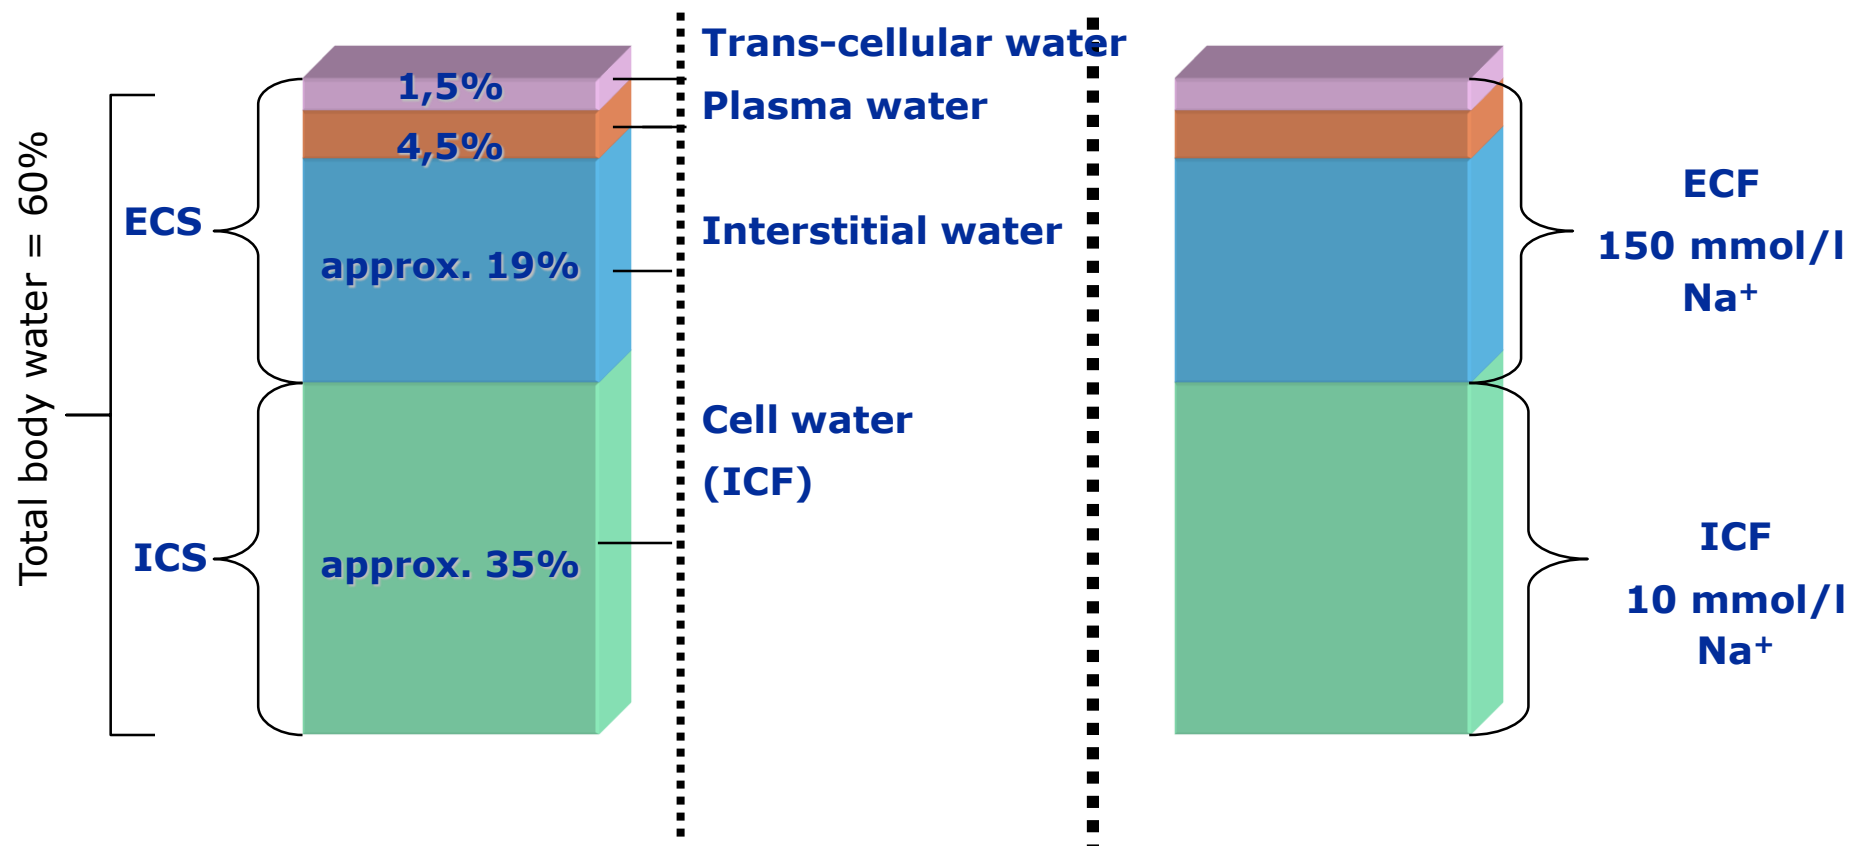 Total body water = 60%
ECS
ICS
1,5%
4,5%
approx. 19%
approx. 35%
Trans-cellular water
Plasma water
Interstitial water
Cell water
(ICF)
ECF
150 mmol/l
Na⁺
ICF
10 mmol/l
Na⁺